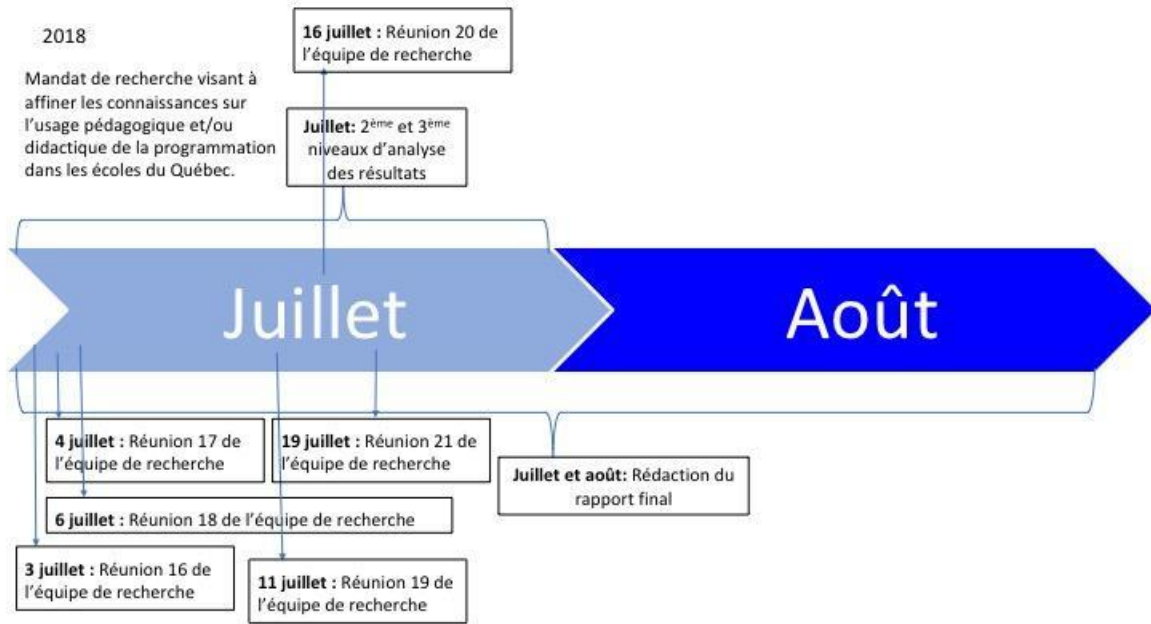 2018
Mandat de recherche visant à
affiner les connaissances sur
l'usage pédagogique et/ou
didactique de la programmation
dans les écoles du Québec.
16 juillet : Réunion 20 de
l'équipe de recherche
Juillet: 2ème et 3ème
niveaux d'analyse
des résultats
Juillet
Août
4 juillet : Réunion 17 de
l'équipe de recherche
19 juillet : Réunion 21 de
l'équipe de recherche
Juillet et août: Rédaction du
rapport final
6 juillet : Réunion 18 de l'équipe de recherche
3 juillet : Réunion 16 de
l'équipe de recherche
11 juillet : Réunion 19 de
l'équipe de recherche